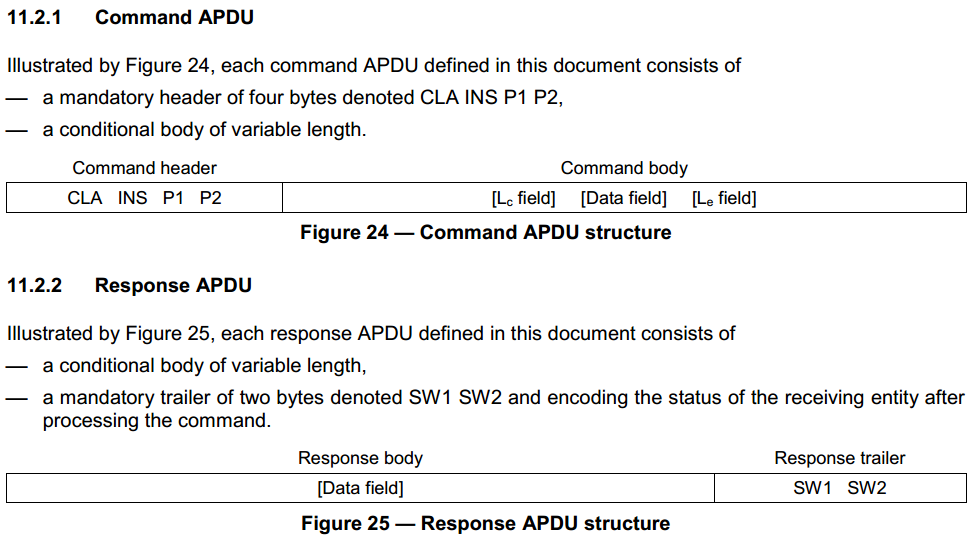 11.2.1 Command APDU
Illustrated by Figure 24, each command APDU defined in this document consists of
— a mandatory header of four bytes denoted CLA INS P1 P2,
— a conditional body of variable length.
Command header Command body
CLA INS P1 P2 [Lc field] [Data field] [Le field]
Figure 24 — Command APDU structure
11.2.2 Response APDU
Illustrated by Figure 25, each response APDU defined in this document consists of
— a conditional body of variable length,
— a mandatory trailer of two bytes denoted SW1 SW2 and encoding the status of the receiving entity after
processing the command.
Response body Response trailer
[Data field] SW1 SW2
Figure 25 — Response APDU structure